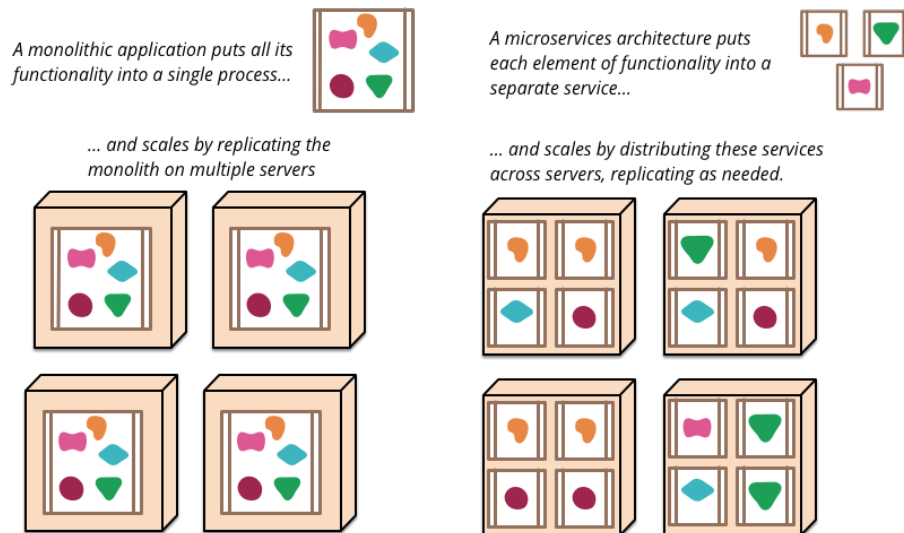 A monolithic application puts all its
functionality into a single process...
... and scales by replicating the
monolith on multiple servers
A microservices architecture puts
each element of functionality into a
separate service...
... and scales by distributing these services
across servers, replicating as needed.